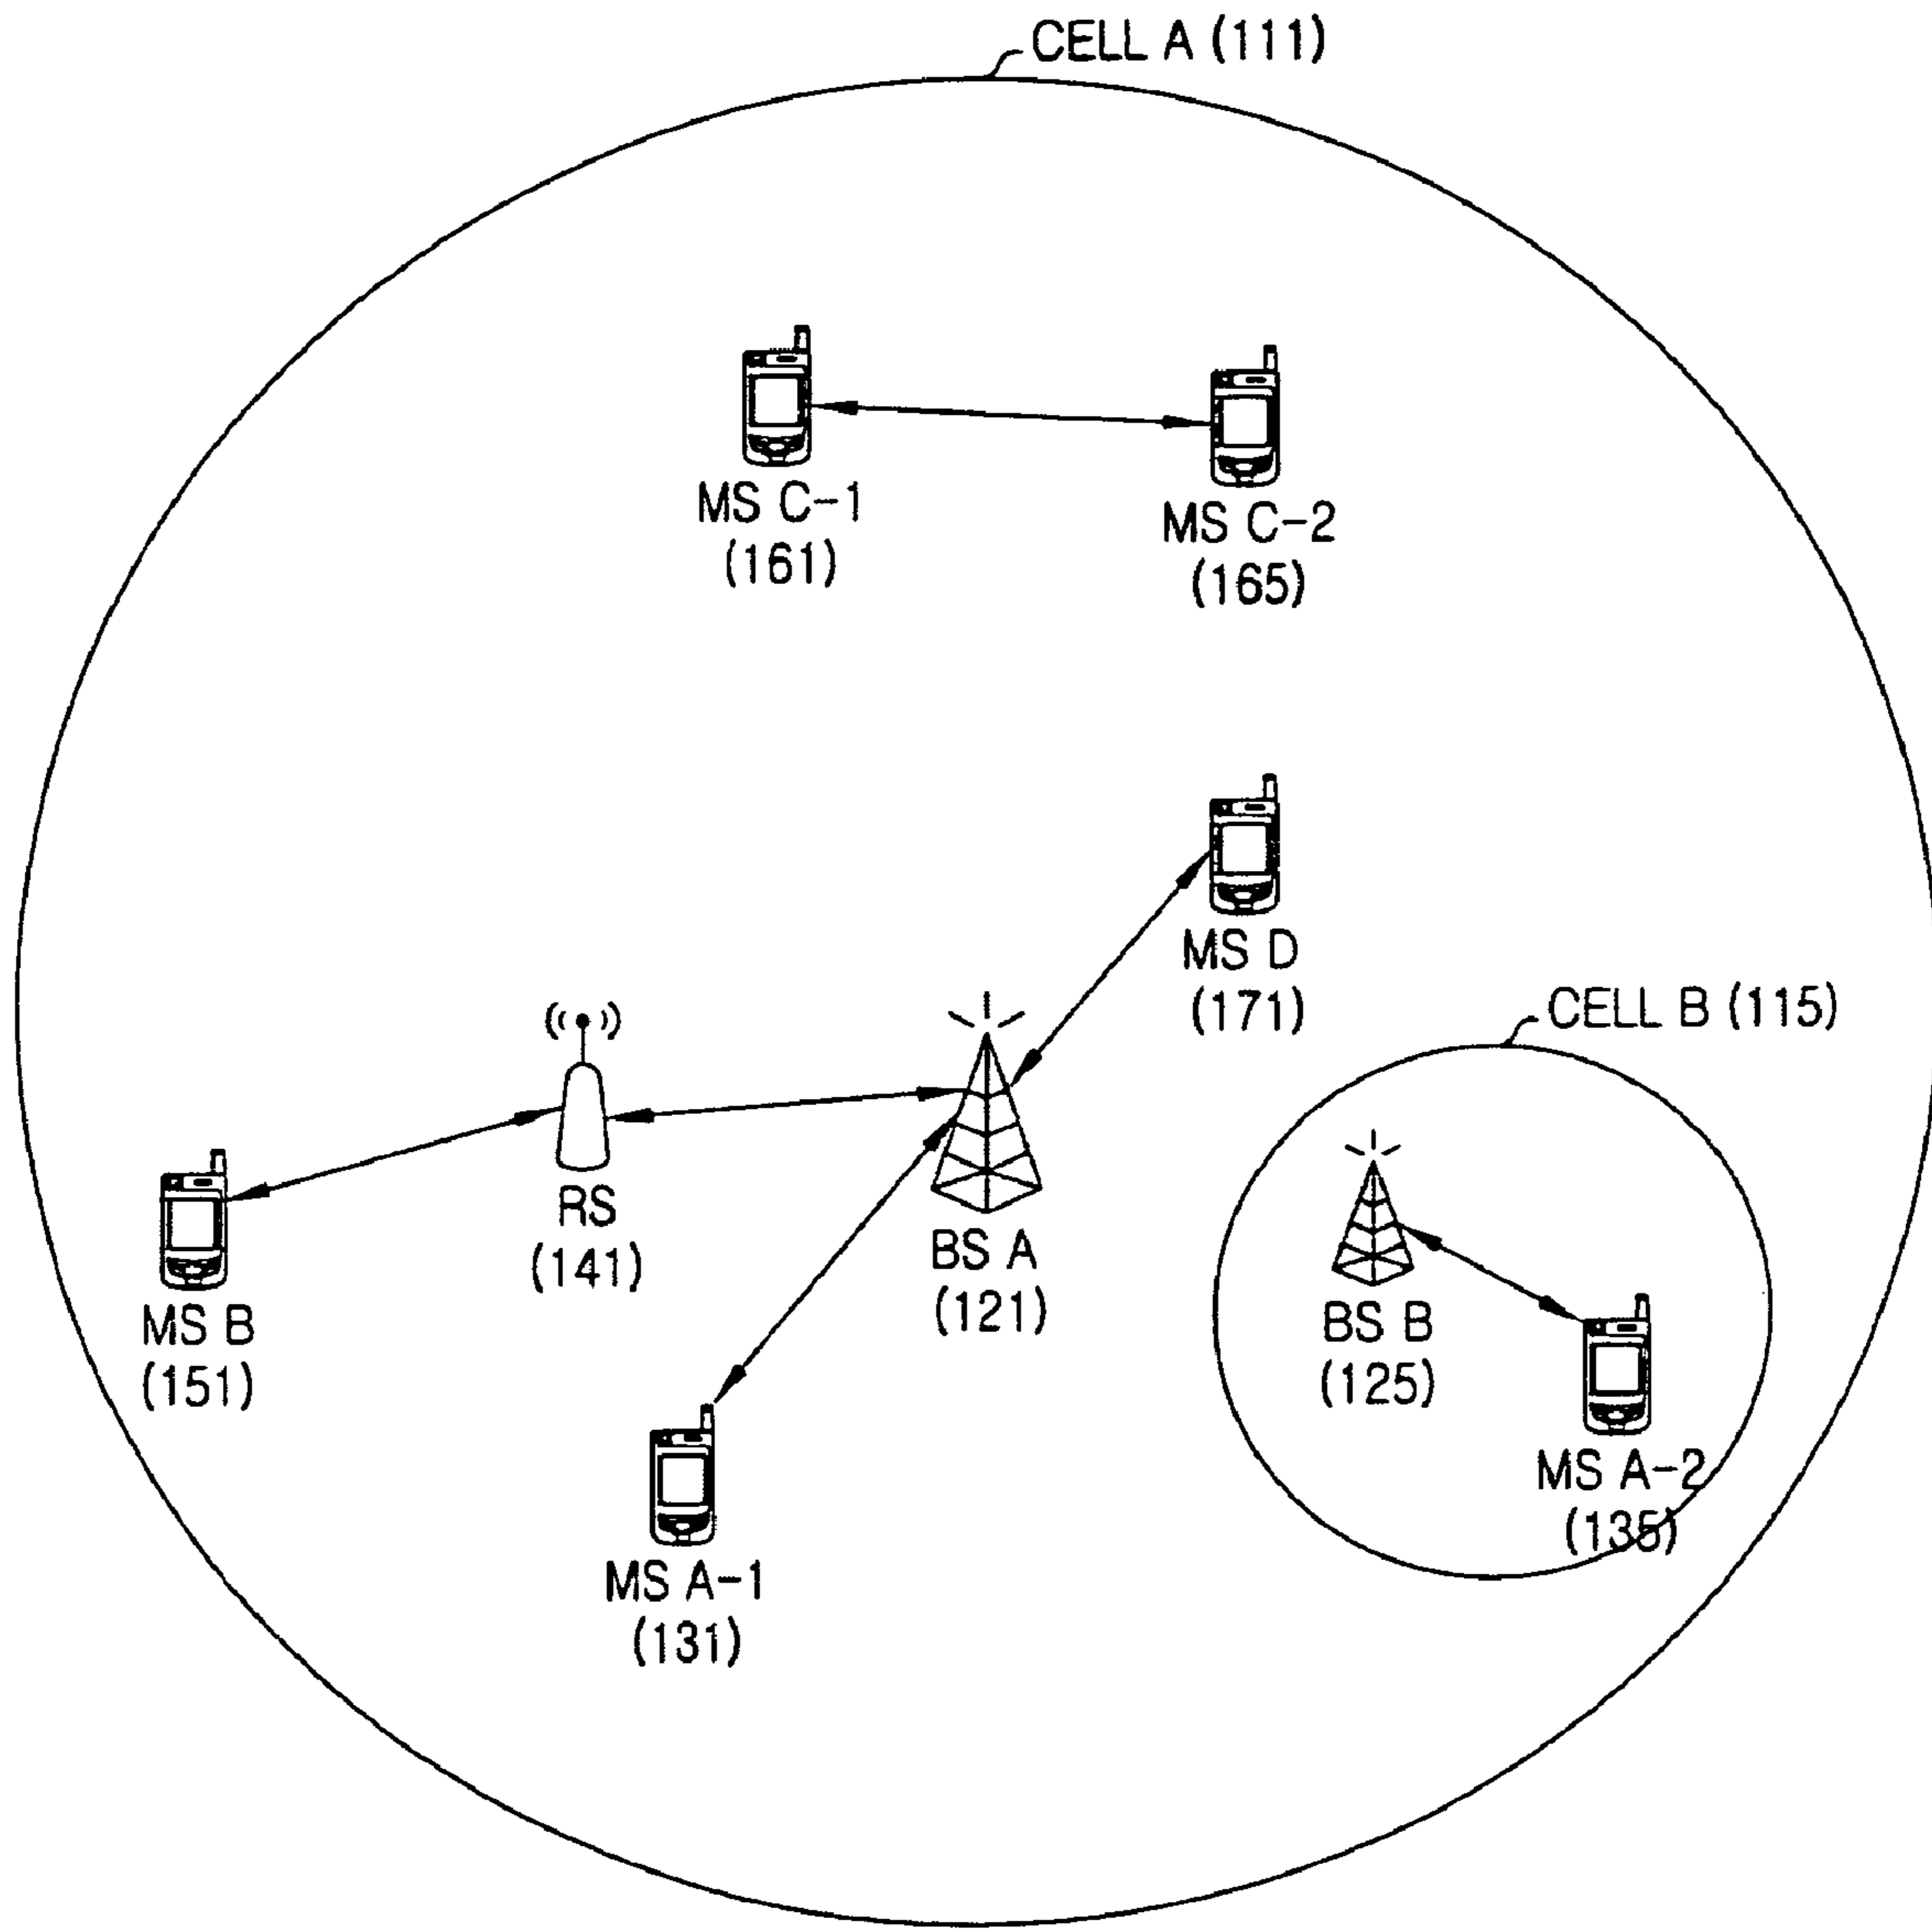 CELL A (111)
MS C-1
(161)
MS C-2
(165)
MS D
(171)
CELL B (115)
RS
(141)
BS A
(121)
BS B
(125)
MS B
(151)
MS A-2
(135)
MS A-1
(131)